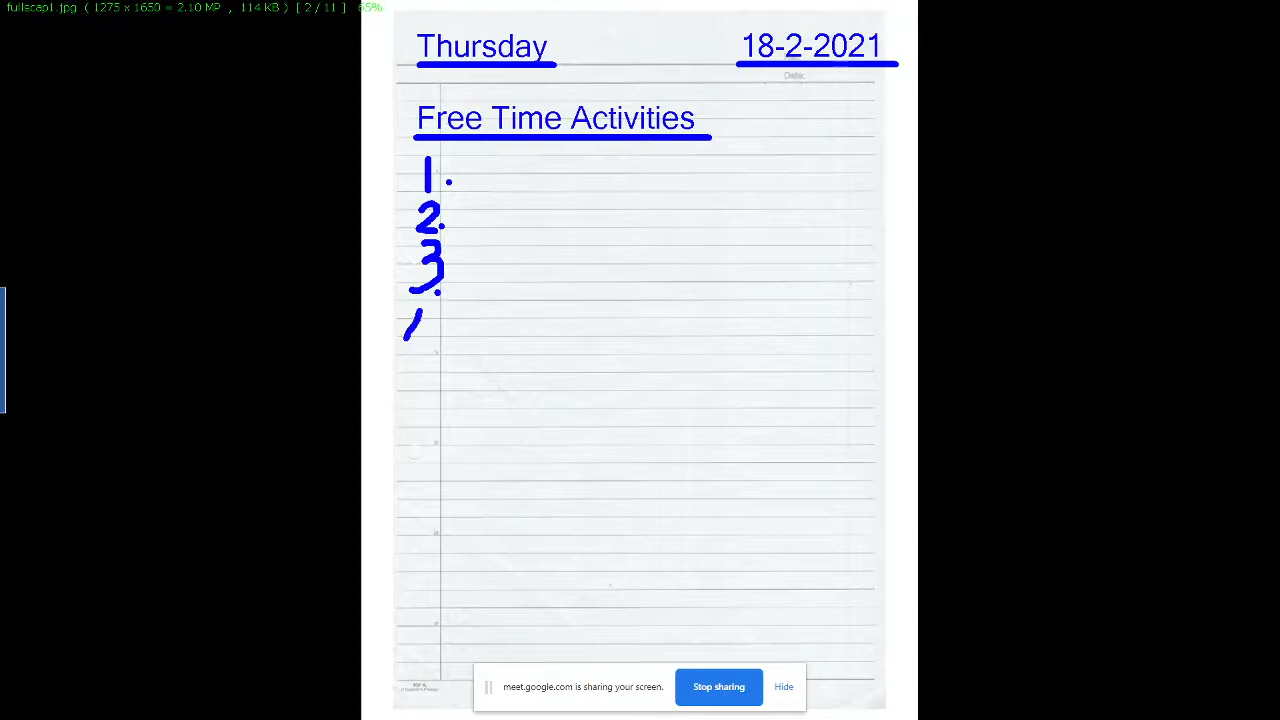 fullscap1.jpg ( 1275 x 1650 = 2.10 MP , 114 KB ) [ 2 / 11 ] 65%
Thursday 18-2-2021
Date:
Free Time Activities
1.
2.
3.
meet.google.com is sharing your screen. Stop sharing Hide